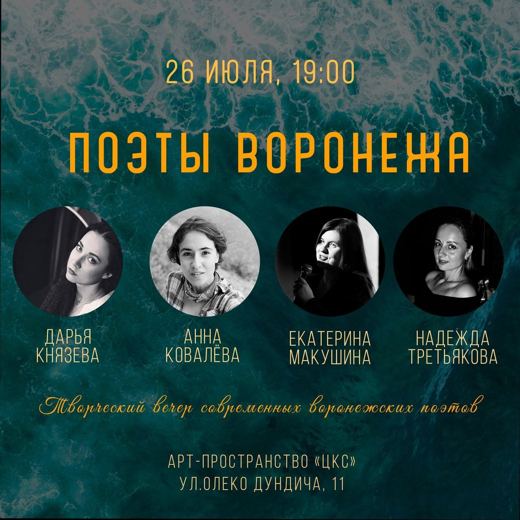 26 ИЮЛЯ, 19:00
ПОЭТЫ ВОРОНЕЖА
ДАРЬЯ
КНЯЗЕВА
АННА
КОВАЛЁВА
ЕКАТЕРИНА
МАКУШИНА
НАДЕЖДА
ТРЕТЬЯКОВА
Творческий вечер современных воронежских поэтов
АРТ-ПРОСТРАНСТВО «ЦКС»
УЛ.ОЛЕКО ДУНДИЧА, 11